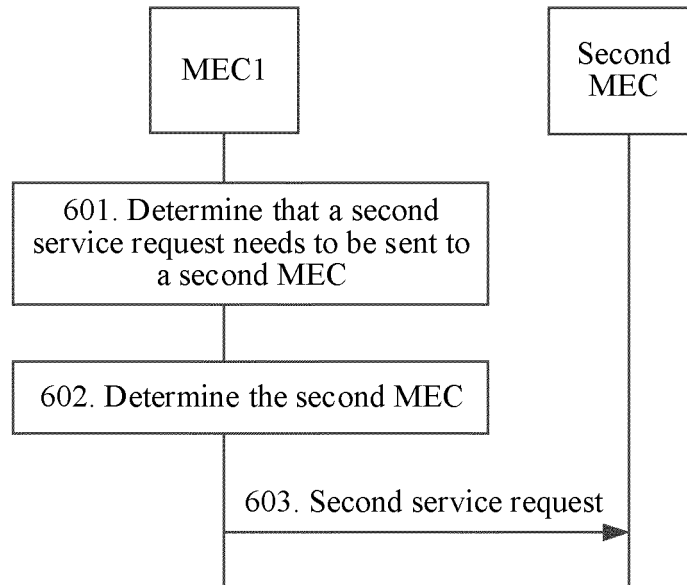 MEC1
Second
MEC
601. Determine that a second
service request needs to be sent to
a second MEC
602. Determine the second MEC
603. Second service request